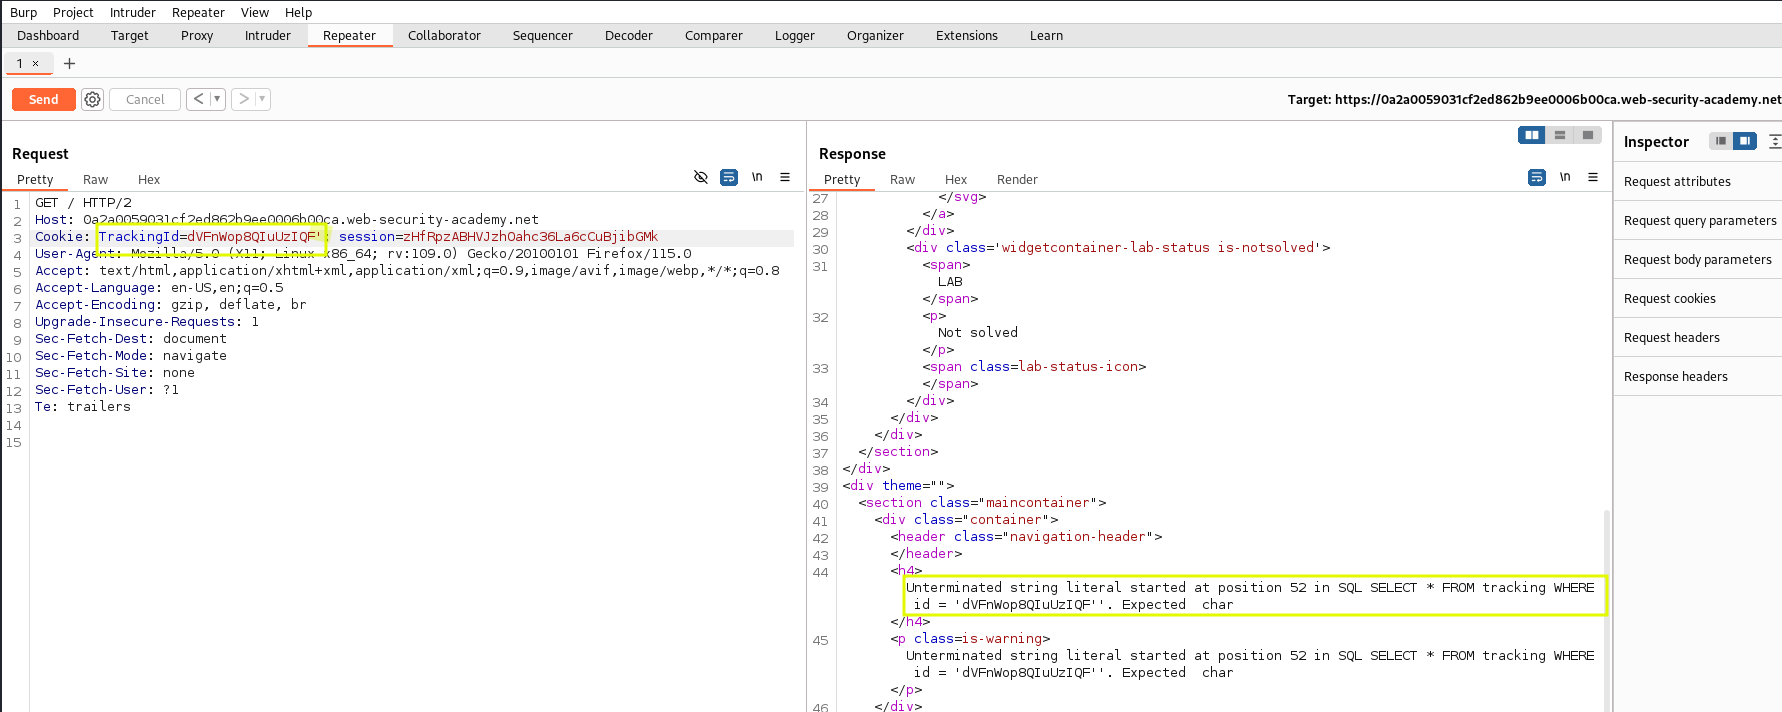 Burp Project Intruder Repeater View Help
Dashboard Target Proxy Intruder Repeater Collaborator Sequencer Decoder Comparer Logger Organizer Extensions Learn
1 × +
Send Cancel < ▾ > ▾ Target: https://0a2a0059031cf2ed862b9ee0006b00ca.web-security-academy.net
Request
Pretty Raw Hex \n
1 GET / HTTP/2
2 Host: 0a2a0059031cf2ed862b9ee0006b00ca.web-security-academy.net
3 Cookie: TrackingId=dVFnWop8QIuUzIQF'; session=zHfRpzABHVJzhOahc36La6cCuBjibGMk
4 User-Agent: Mozilla/5.0 (X11; Linux x86_64; rv:109.0) Gecko/20100101 Firefox/115.0
5 Accept: text/html,application/xhtml+xml,application/xml;q=0.9,image/avif,image/webp,*/*;q=0.8
6 Accept-Language: en-US,en;q=0.5
7 Accept-Encoding: gzip, deflate, br
8 Upgrade-Insecure-Requests: 1
9 Sec-Fetch-Dest: document
10 Sec-Fetch-Mode: navigate
11 Sec-Fetch-Site: none
12 Sec-Fetch-User: ?1
13 Te: trailers
14
15
Response
Pretty Raw Hex Render \n
27 </svg>
28 </a>
29 </div>
30 <div class='widgetcontainer-lab-status is-notsolved'>
31 <span>
LAB
</span>
32 <p>
Not solved
</p>
33 <span class=lab-status-icon>
</span>
34 </div>
35 </div>
36 </div>
37 </section>
38 </div>
39 <div theme="">
40 <section class="maincontainer">
41 <div class="container">
42 <header class="navigation-header">
43 </header>
44 <h4>
Unterminated string literal started at position 52 in SQL SELECT * FROM tracking WHERE
id = 'dVFnWop8QIuUzIQF''. Expected  char
</h4>
45 <p class=is-warning>
Unterminated string literal started at position 52 in SQL SELECT * FROM tracking WHERE
id = 'dVFnWop8QIuUzIQF''. Expected  char
</p>
46 </div>
Inspector
Request attributes
Request query parameters
Request body parameters
Request cookies
Request headers
Response headers